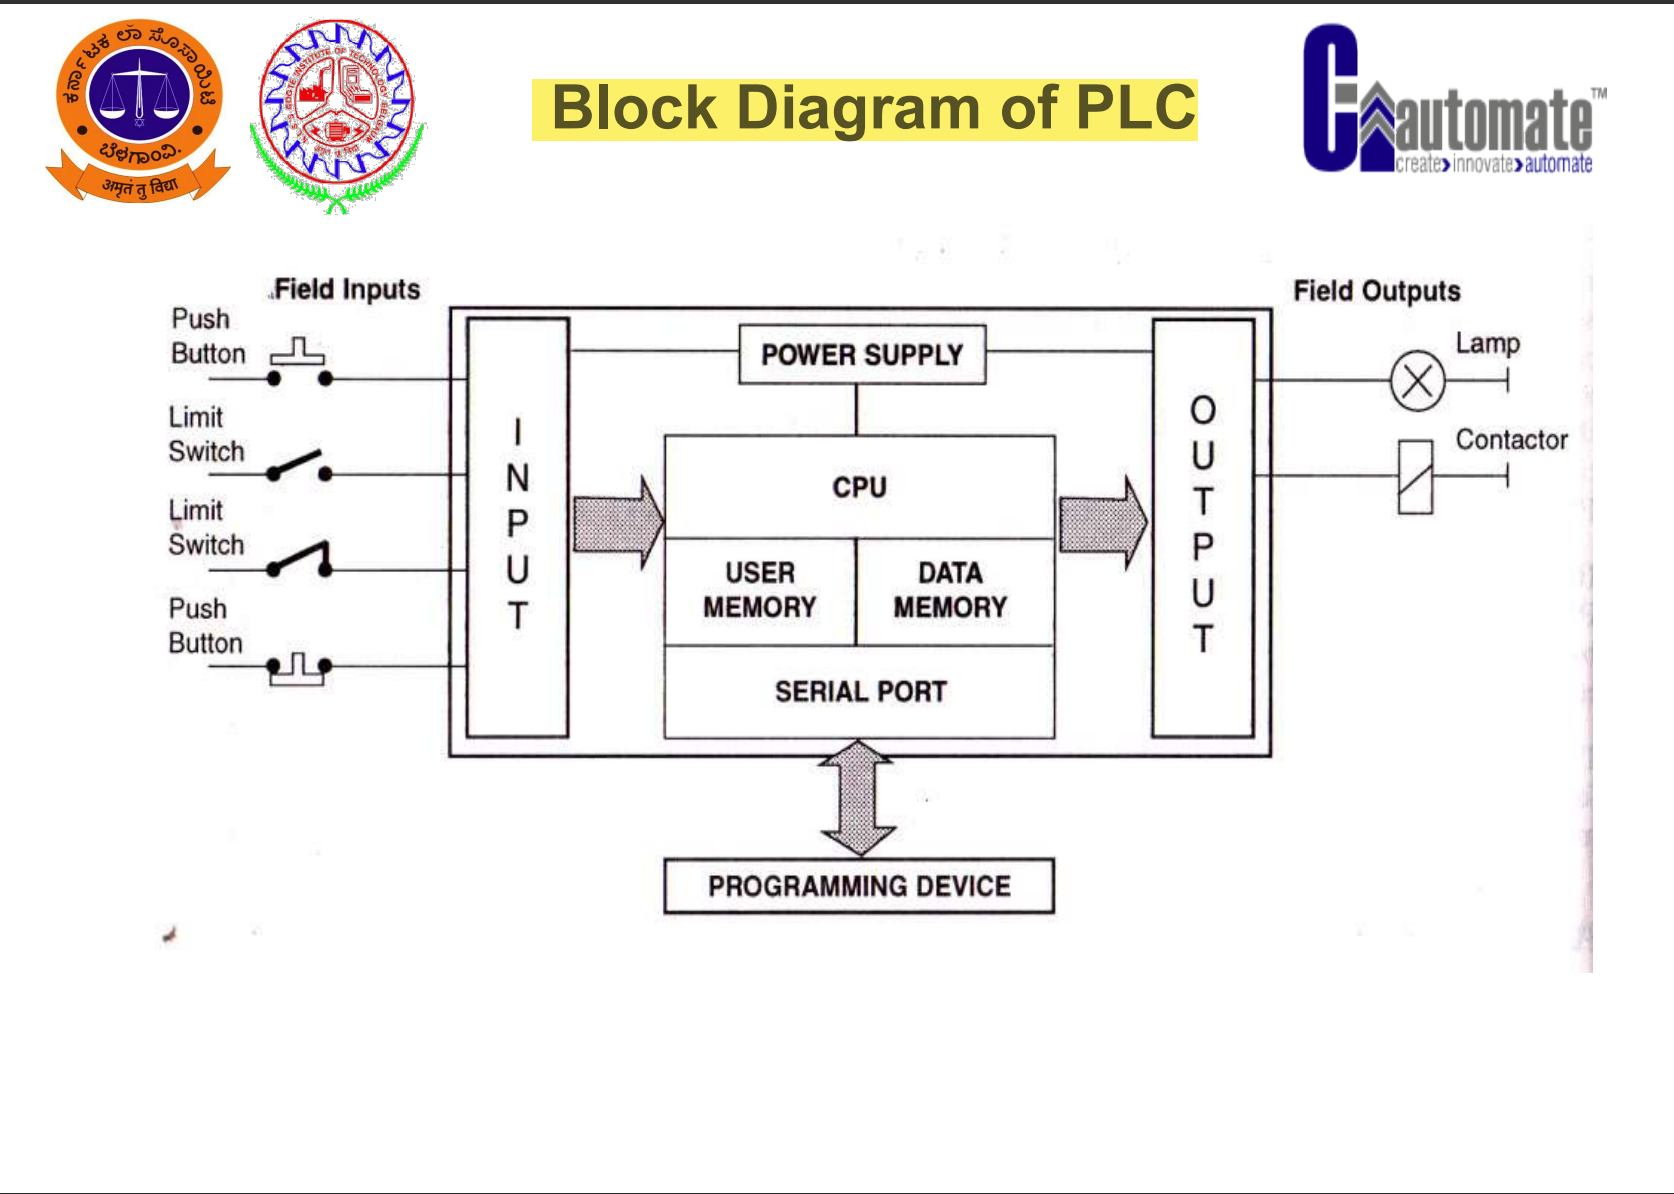 ಕರ್ನಾಟಕ ಲಾ ಸೊಸಾಯಿಟಿ
ಬೆಳಗಾಂವಿ.
अमृतं तु विद्या
Block Diagram of PLC
automate™
create>innovate>automate
Field Inputs
Field Outputs
Push
Button
Limit
Switch
Limit
Switch
Push
Button
INPUT
POWER SUPPLY
CPU
USER
MEMORY
DATA
MEMORY
SERIAL PORT
OUTPUT
Lamp
Contactor
PROGRAMMING DEVICE